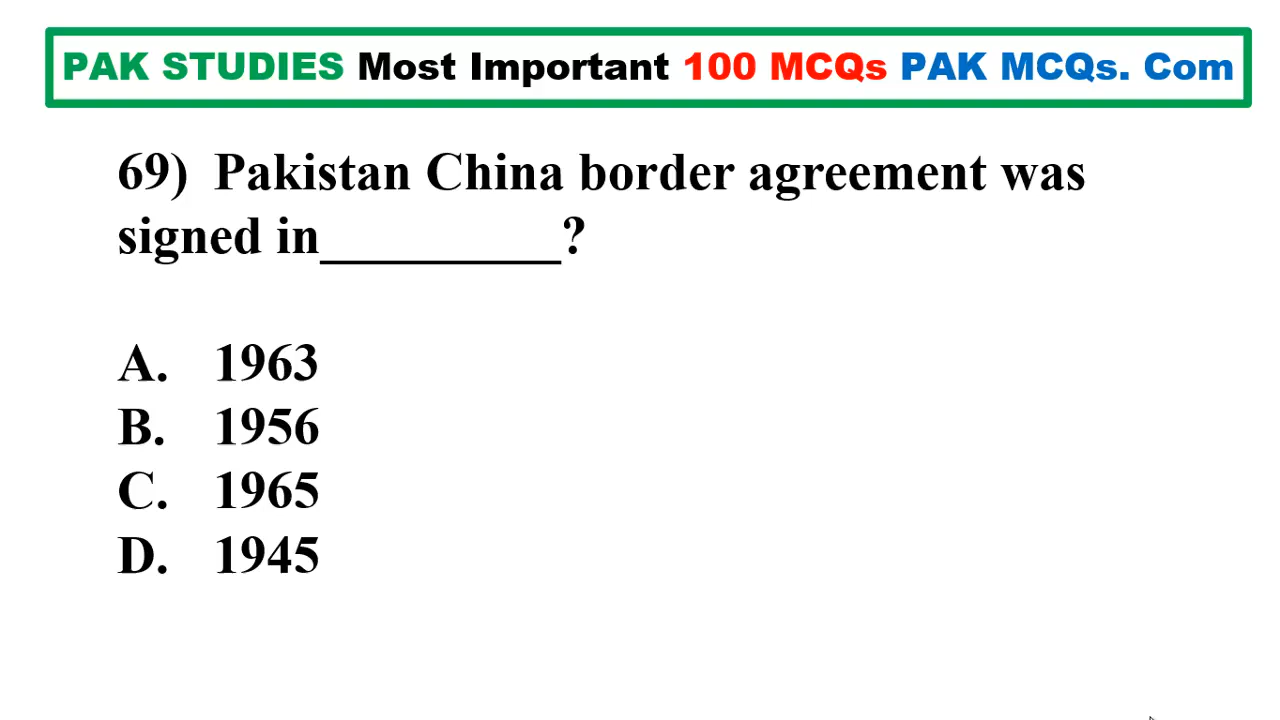 PAK STUDIES Most Important 100 MCQs PAK MCQs. Com
69) Pakistan China border agreement was
signed in_________?
A. 1963
B. 1956
C. 1965
D. 1945